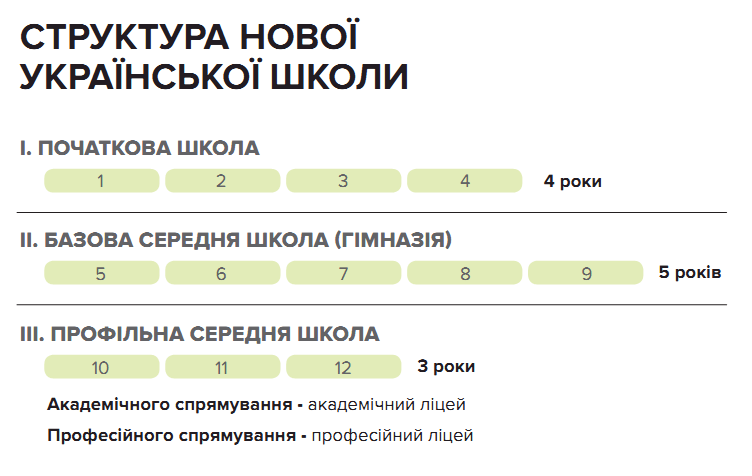 СТРУКТУРА НОВОЇ
УКРАЇНСЬКОЇ ШКОЛИ
І. ПОЧАТКОВА ШКОЛА
1 2 3 4 4 роки
ІІ. БАЗОВА СЕРЕДНЯ ШКОЛА (ГІМНАЗІЯ)
5 6 7 8 9 5 років
ІІІ. ПРОФІЛЬНА СЕРЕДНЯ ШКОЛА
10 11 12 3 роки
Академічного спрямування - академічний ліцей
Професійного спрямування - професійний ліцей